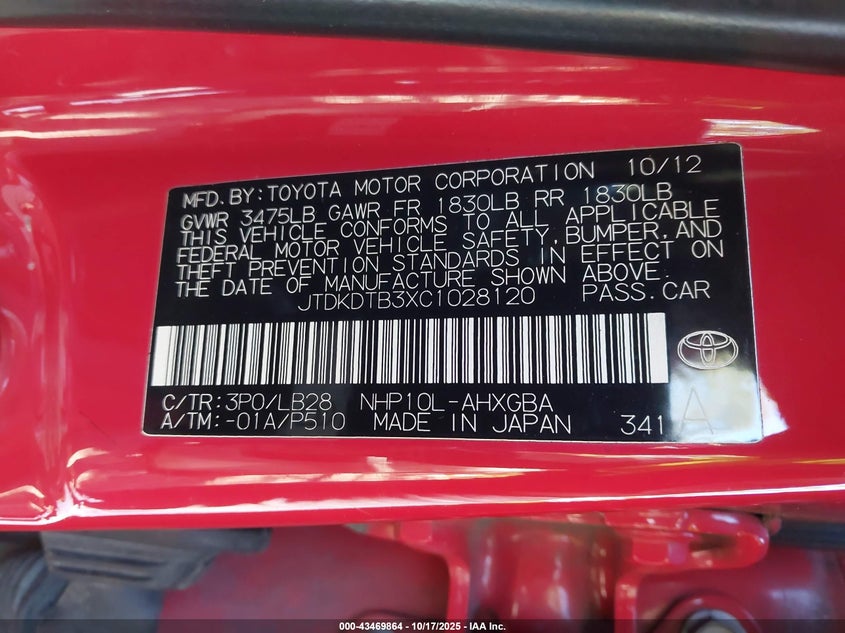 MFD. BY: TOYOTA MOTOR CORPORATION 10/12
GVWR 3475LB GAWR FR 1830LB RR 1830LB
THIS VEHICLE CONFORMS TO ALL APPLICABLE
FEDERAL MOTOR VEHICLE SAFETY, BUMPER, AND
THEFT PREVENTION STANDARDS IN EFFECT ON
THE DATE OF MANUFACTURE SHOWN ABOVE.
JTDKDTB3XC1028120 PASS. CAR
C/TR: 3P0/LB28 NHP10L-AHXGBA
A/TM: -01A/P510 MADE IN JAPAN 341 A
000-43469864 - 10/17/2025 - IAA Inc.